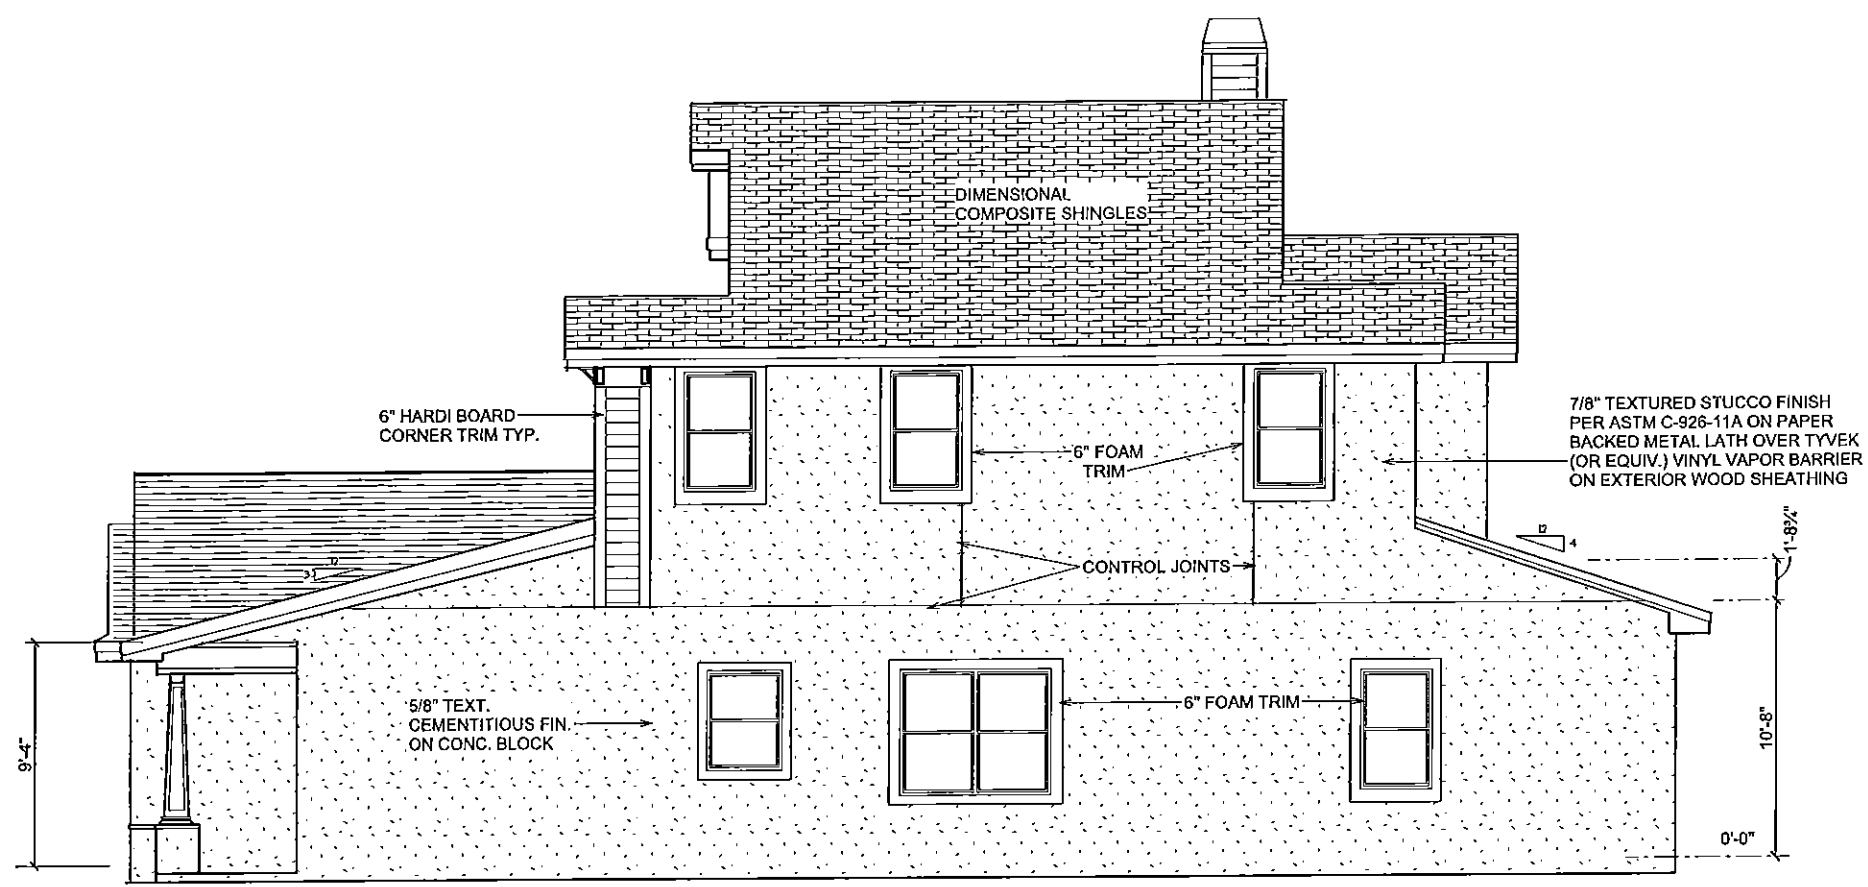 DIMENSIONAL
COMPOSITE SHINGLES
6" HARDI BOARD
CORNER TRIM TYP.
6" FOAM
TRIM
7/8" TEXTURED STUCCO FINISH
PER ASTM C-926-11A ON PAPER
BACKED METAL LATH OVER TYVEK
(OR EQUIV.) VINYL VAPOR BARRIER
ON EXTERIOR WOOD SHEATHING
12
4
1'-8¾"
12
3
CONTROL JOINTS
5/8" TEXT.
CEMENTITIOUS FIN.
ON CONC. BLOCK
6" FOAM TRIM
9'-4"
10'-8"
0'-0"